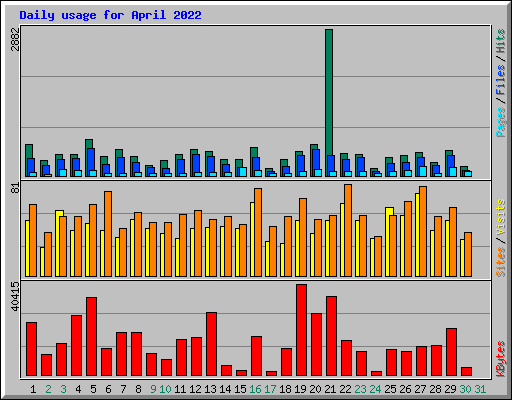 Daily usage for April 2022
2882
Pages / Files / Hits
81
Sites / Visits
40415
KBytes
1 2 3 4 5 6 7 8 9 10 11 12 13 14 15 16 17 18 19 20 21 22 23 24 25 26 27 28 29 30 31